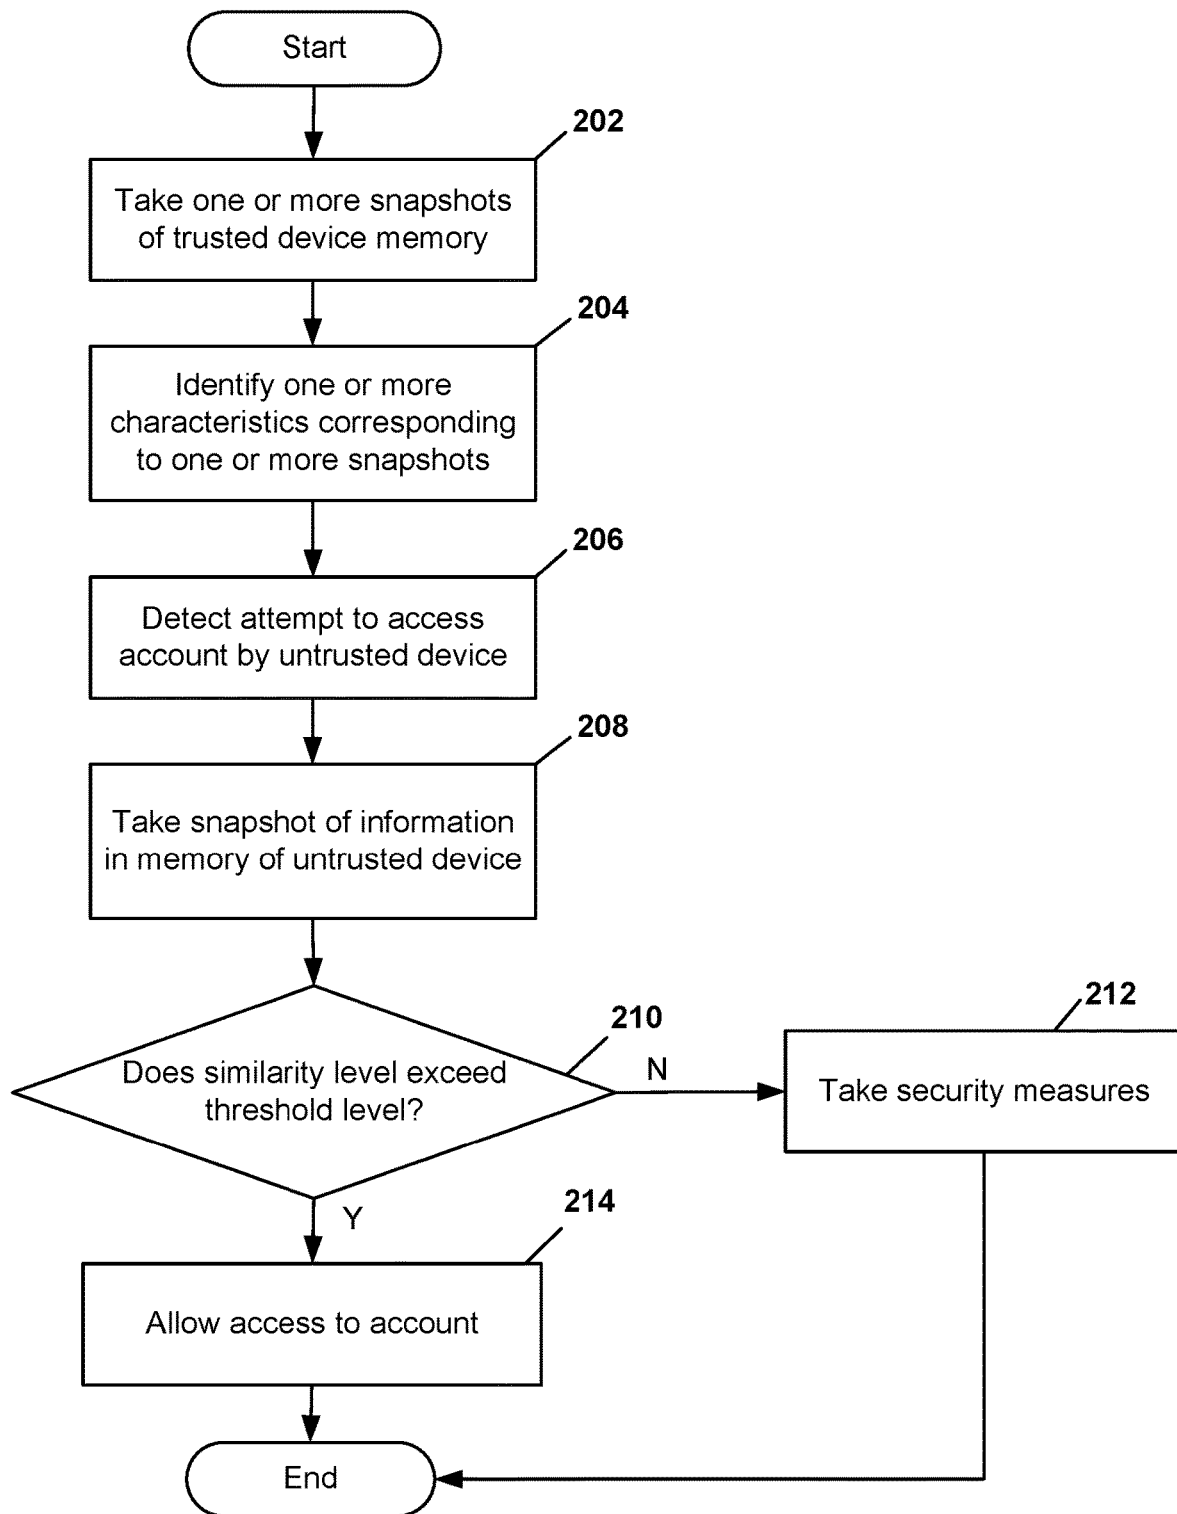 Start
202
Take one or more snapshots
of trusted device memory
204
Identify one or more
characteristics corresponding
to one or more snapshots
206
Detect attempt to access
account by untrusted device
208
Take snapshot of information
in memory of untrusted device
210
Does similarity level exceed
threshold level?
N
212
Take security measures
Y
214
Allow access to account
End